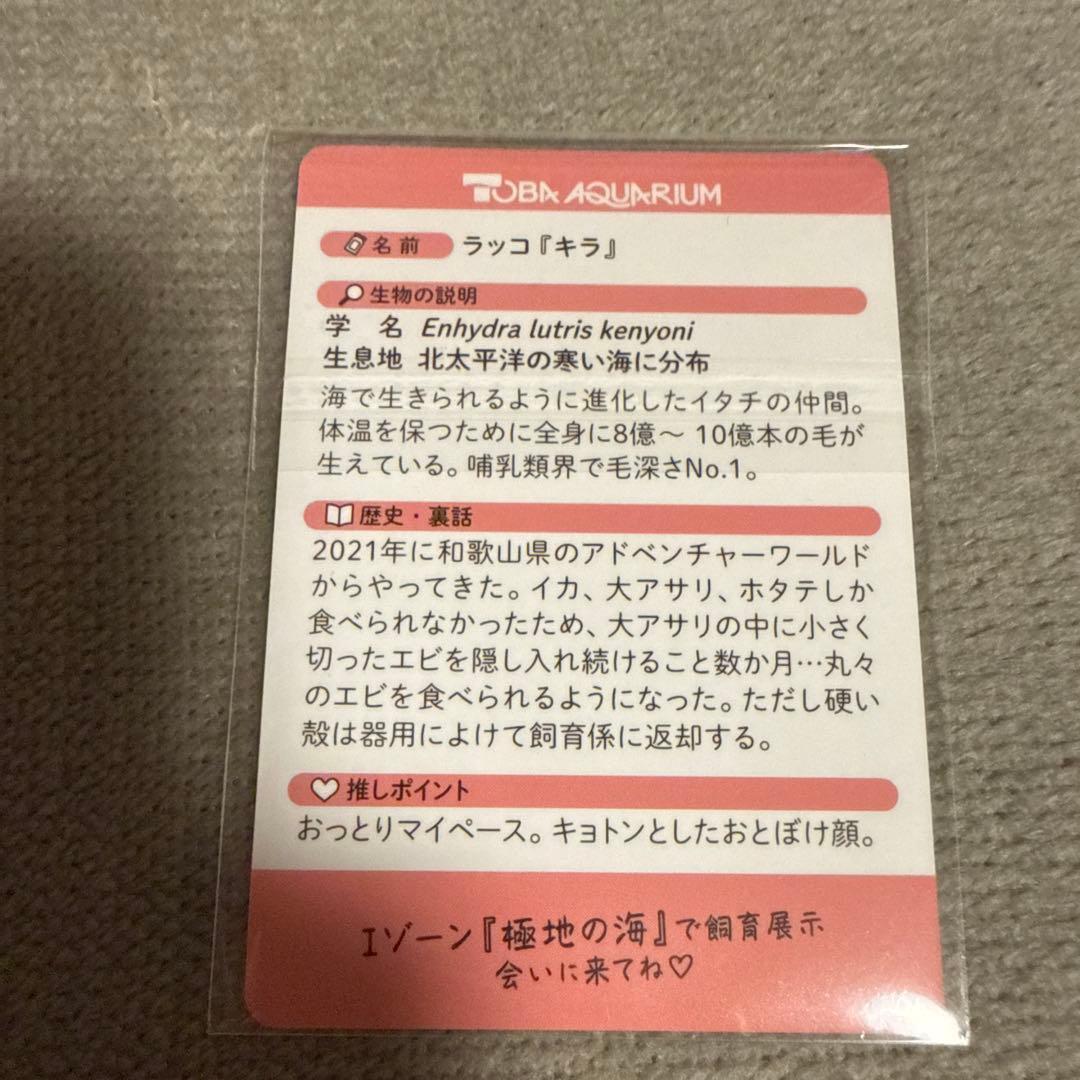 TOBA AQUARIUM
名前 ラッコ『キラ』
生物の説明
学 名 Enhydra lutris kenyoni
生息地 北太平洋の寒い海に分布
海で生きられるように進化したイタチの仲間。
体温を保つために全身に8億〜 10億本の毛が
生えている。哺乳類界で毛深さNo.1。
歴史・裏話
2021年に和歌山県のアドベンチャーワールド
からやってきた。イカ、大アサリ、ホタテしか
食べられなかったため、大アサリの中に小さく
切ったエビを隠し入れ続けること数か月…丸々
のエビを食べられるようになった。ただし硬い
殻は器用によけて飼育係に返却する。
推しポイント
おっとりマイペース。キョトンとしたおとぼけ顔。
Iゾーン『極地の海』で飼育展示
会いに来てね♡